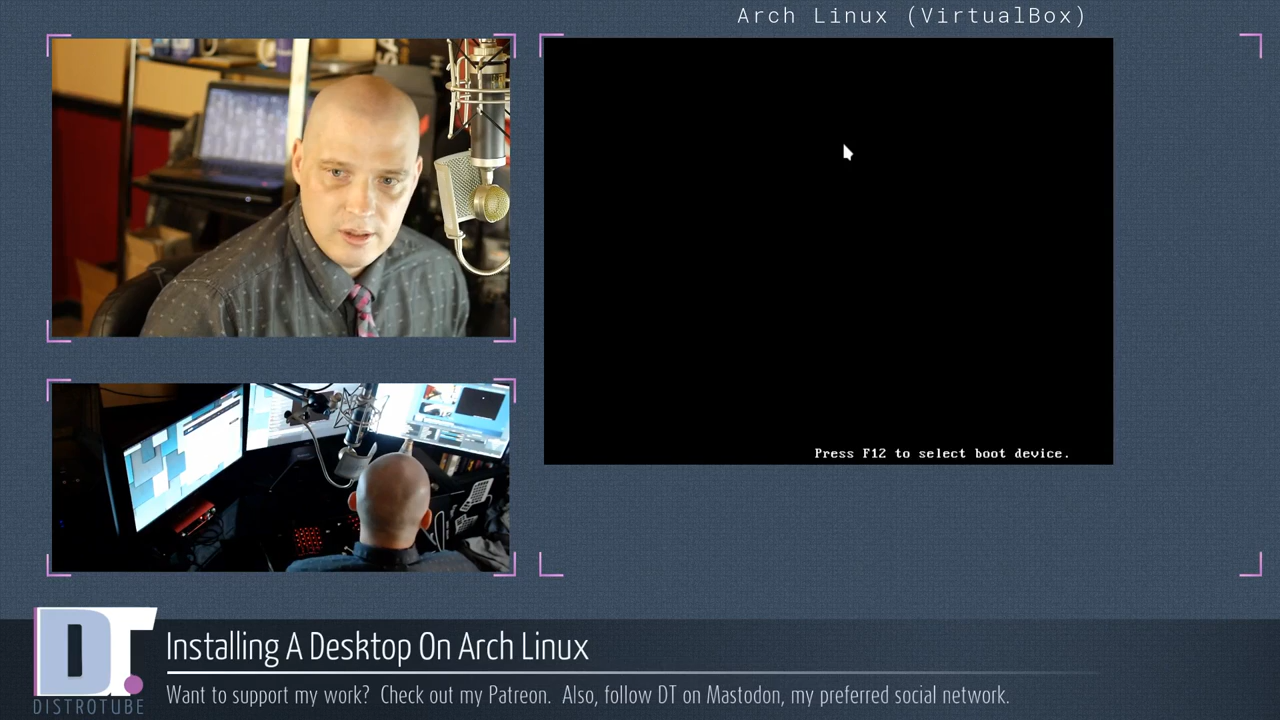 Arch Linux (VirtualBox)
Press F12 to select boot device.
DT
DISTROTUBE
Installing A Desktop On Arch Linux
Want to support my work? Check out my Patreon. Also, follow DT on Mastodon, my preferred social network.